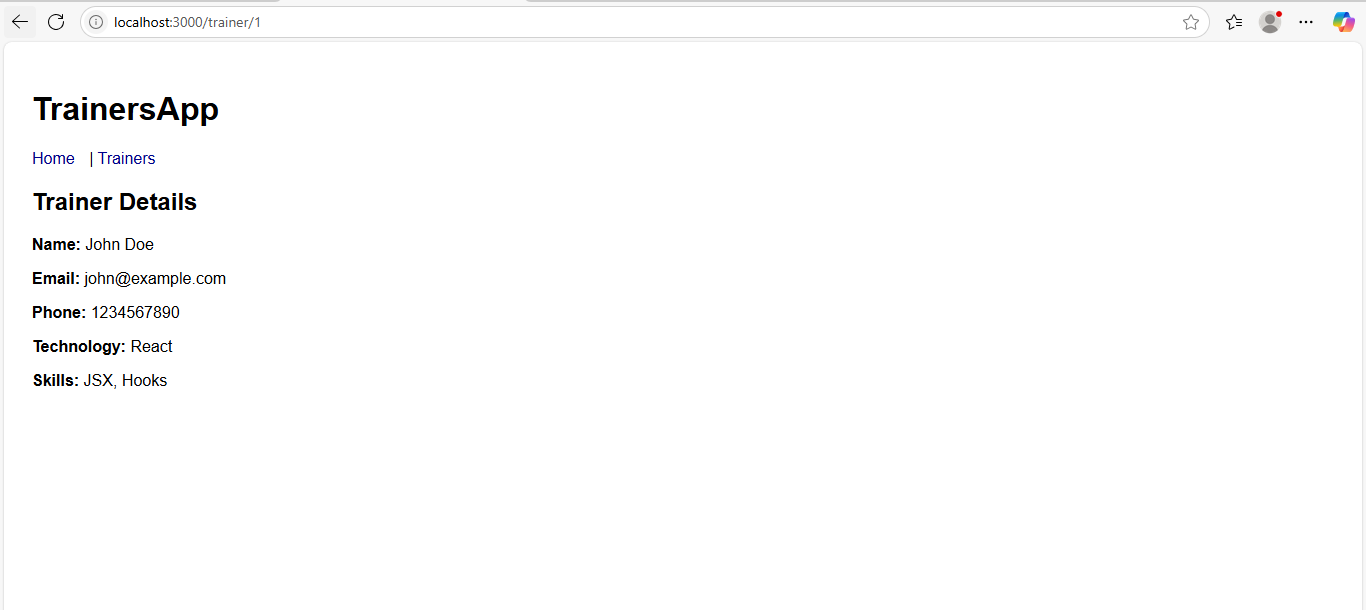 localhost:3000/trainer/1
TrainersApp
Home | Trainers
Trainer Details
Name: John Doe
Email: john@example.com
Phone: 1234567890
Technology: React
Skills: JSX, Hooks